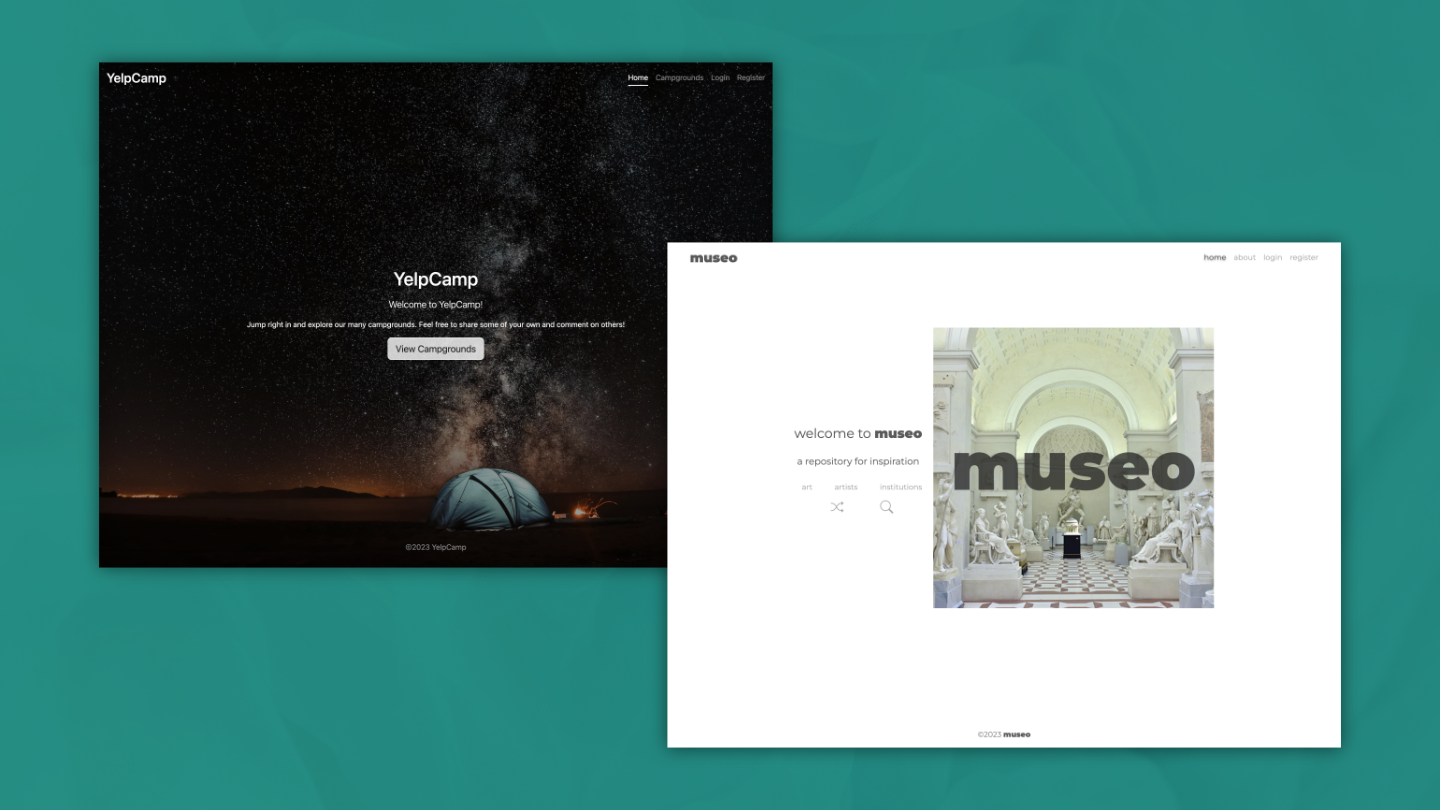 YelpCamp
Home Campgrounds Login Register
YelpCamp
Welcome to YelpCamp!
Jump right in and explore our many campgrounds. Feel free to share some of your own and comment on others!
View Campgrounds
©2023 YelpCamp
museo
home about login register
welcome to museo
a repository for inspiration
art artists institutions
museo
©2023 museo